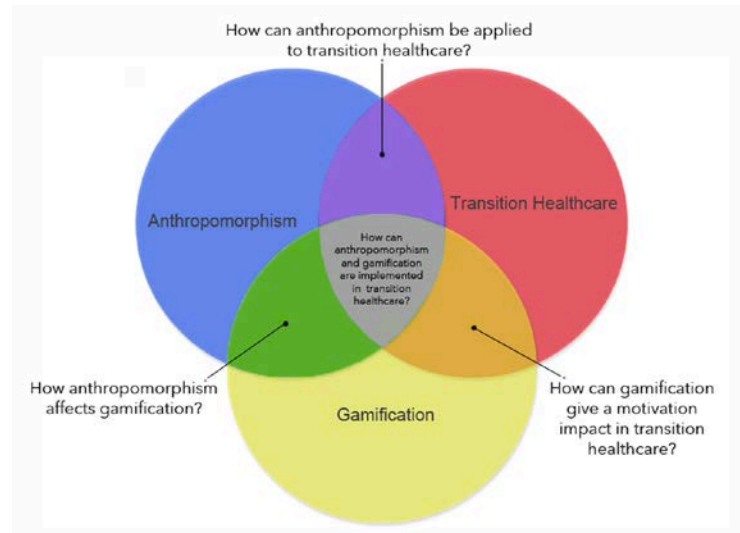 How can anthropomorphism be applied
to transition healthcare?
Transition Healthcare
Anthropomorphism
How can
anthropomorphism
and gamification
are implemented
in transition
healthcare?
How anthropomorphism
affects gamification?
Gamification
How can gamification
give a motivation
impact in transition
healthcare?